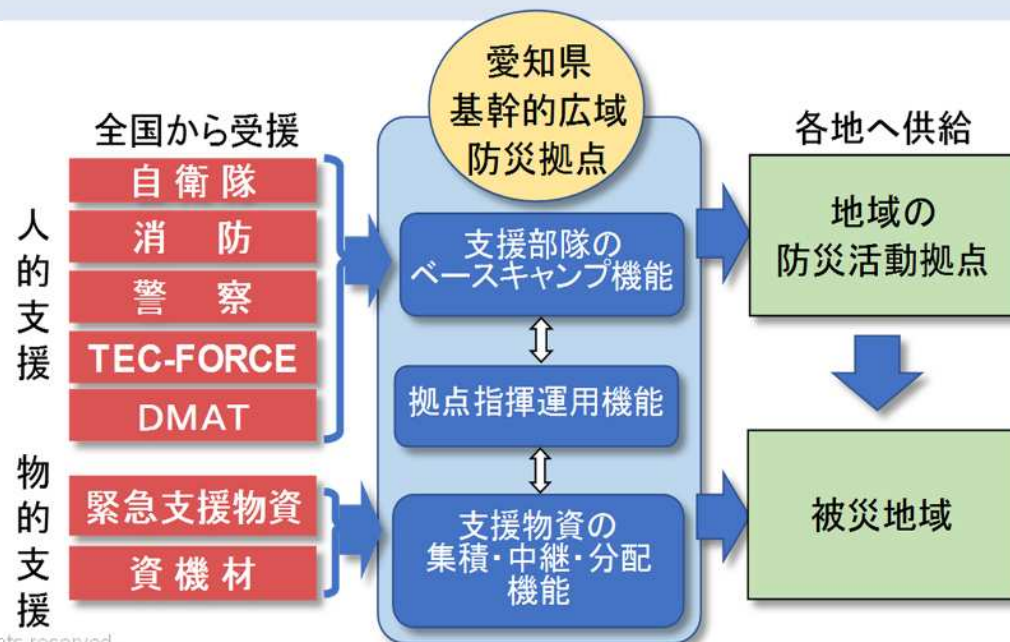 愛知県
基幹的広域
防災拠点
全国から受援
人的支援
自衛隊
消　防
警　察
TEC-FORCE
DMAT
物的支援
緊急支援物資
資機材
支援部隊の
ベースキャンプ機能
拠点指揮運用機能
支援物資の
集積・中継・分配
機能
各地へ供給
地域の
防災活動拠点
被災地域
reserved